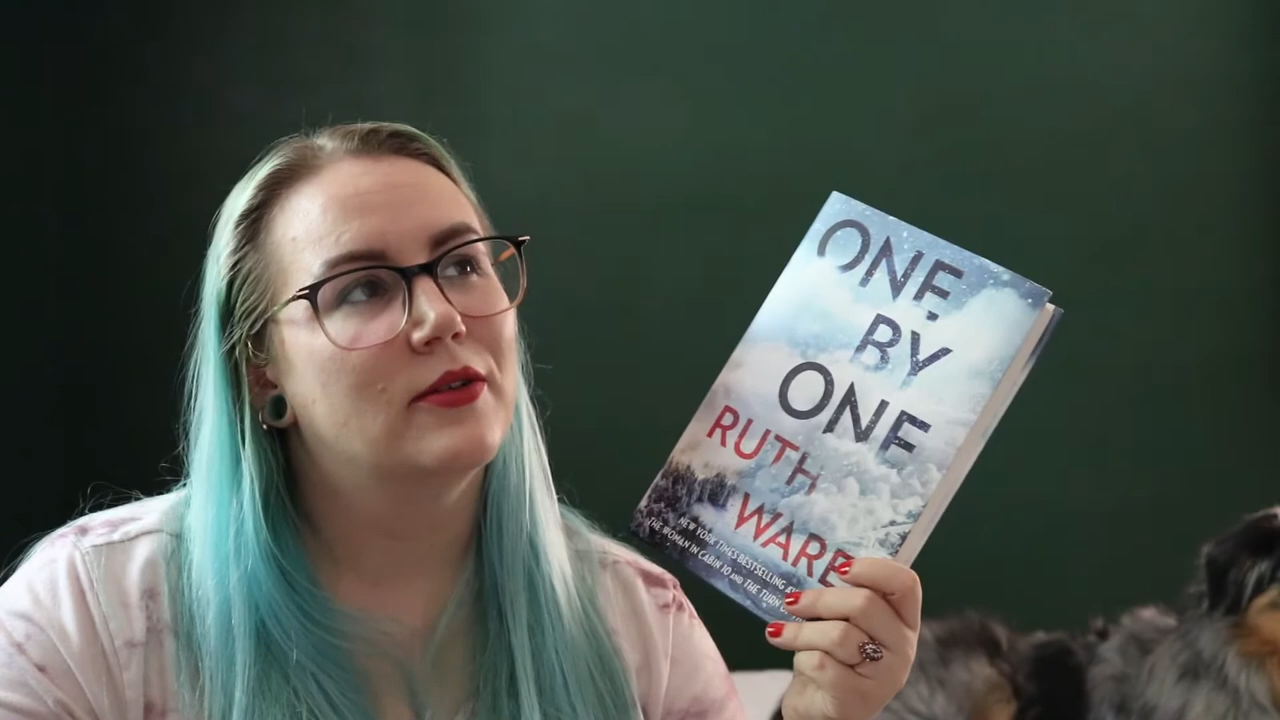 ONE
BY
ONE
RUTH
WARE
NEW YORK TIMES BESTSELLING
THE WOMAN IN CABIN 10 AND THE TURN